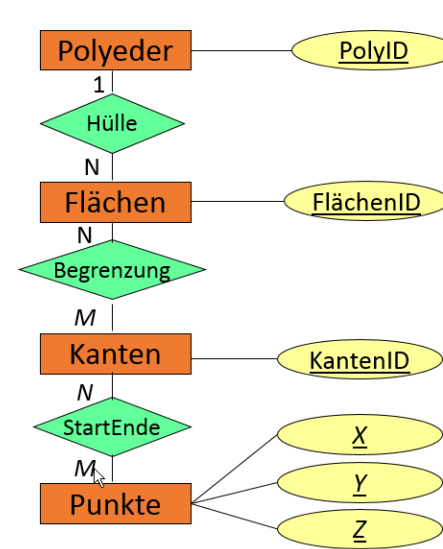 Polyeder
PolyID
1
Hülle
N
Flächen
FlächenID
N
Begrenzung
M
Kanten
KantenID
N
StartEnde
X
M
Y
Punkte
Z